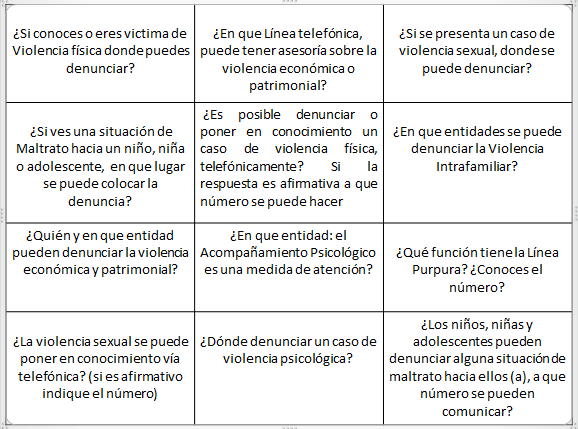 ¿Si conoces o eres victima de
Violencia física donde puedes
denunciar?
¿En que Línea telefónica,
puede tener asesoría sobre la
violencia económica o
patrimonial?
¿Si se presenta un caso de
violencia sexual, donde se
puede denunciar?
¿Si ves una situación de
Maltrato hacia un niño, niña
o adolescente, en que lugar
se puede colocar la
denuncia?
¿Es posible denunciar o
poner en conocimiento un
caso de violencia física,
telefónicamente? Si la
respuesta es afirmativa a que
número se puede hacer
¿En que entidades se puede
denunciar la Violencia
Intrafamiliar?
¿Quién y en que entidad
pueden denunciar la violencia
económica y patrimonial?
¿En que entidad: el
Acompañamiento Psicológico
es una medida de atención?
¿Qué función tiene la Línea
Purpura? ¿Conoces el
número?
¿La violencia sexual se puede
poner en conocimiento vía
telefónica? (si es afirmativo
indique el número)
¿Dónde denunciar un caso de
violencia psicológica?
¿Los niños, niñas y
adolescentes pueden
denunciar alguna situación de
maltrato hacia ellos (a), a que
número se pueden
comunicar?